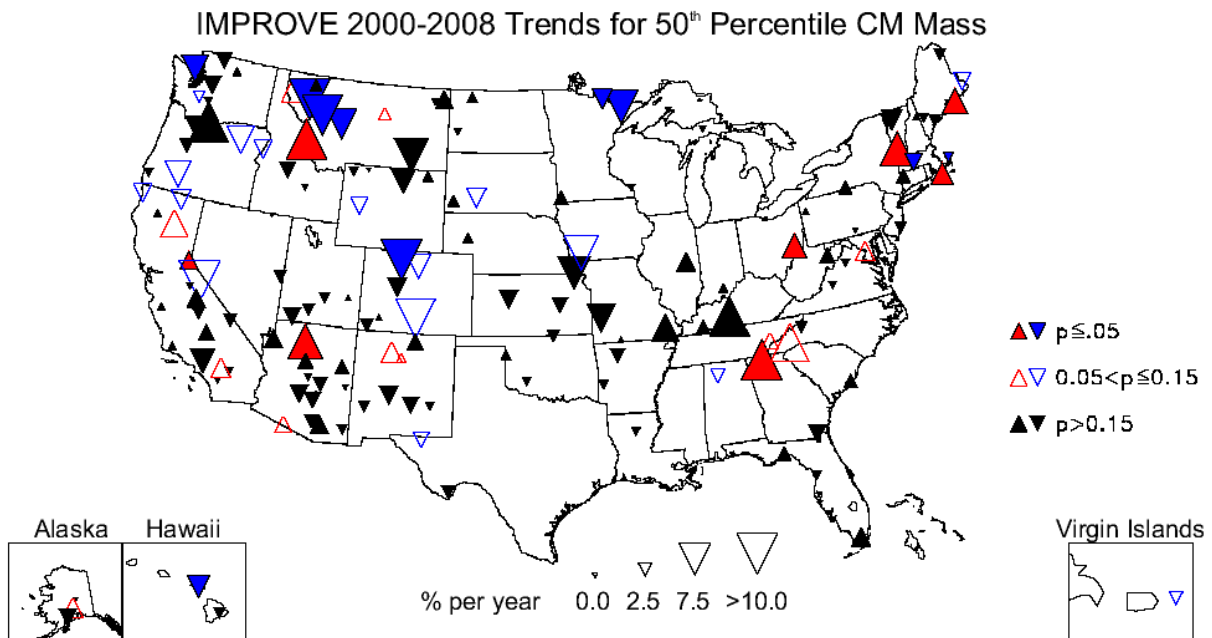 IMPROVE 2000-2008 Trends for 50th Percentile CM Mass
p≦.05
0.05<p≦0.15
p>0.15
Alaska
Hawaii
Virgin Islands
% per year 0.0 2.5 7.5 >10.0